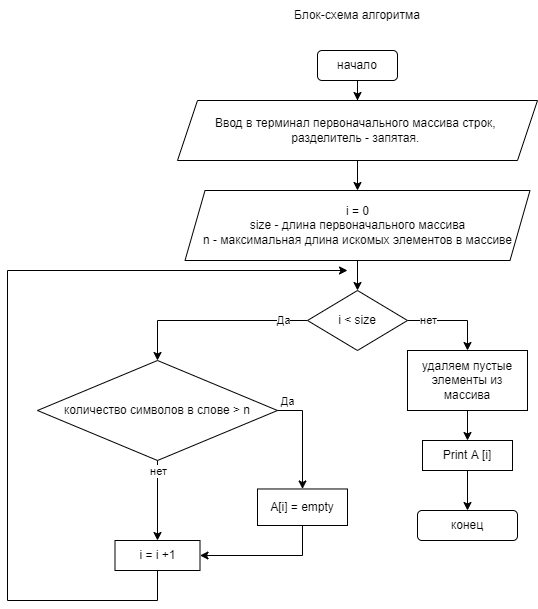 Блок-схема алгоритма
начало
Ввод в терминал первоначального массива строк,
разделитель - запятая.
i = 0
size - длина первоначального массива
n - максимальная длина искомых элементов в массиве
i < size
Да
нет
количество символов в слове > n
Да
нет
удаляем пустые
элементы из
массива
Print A [i]
A[i] = empty
конец
i = i +1